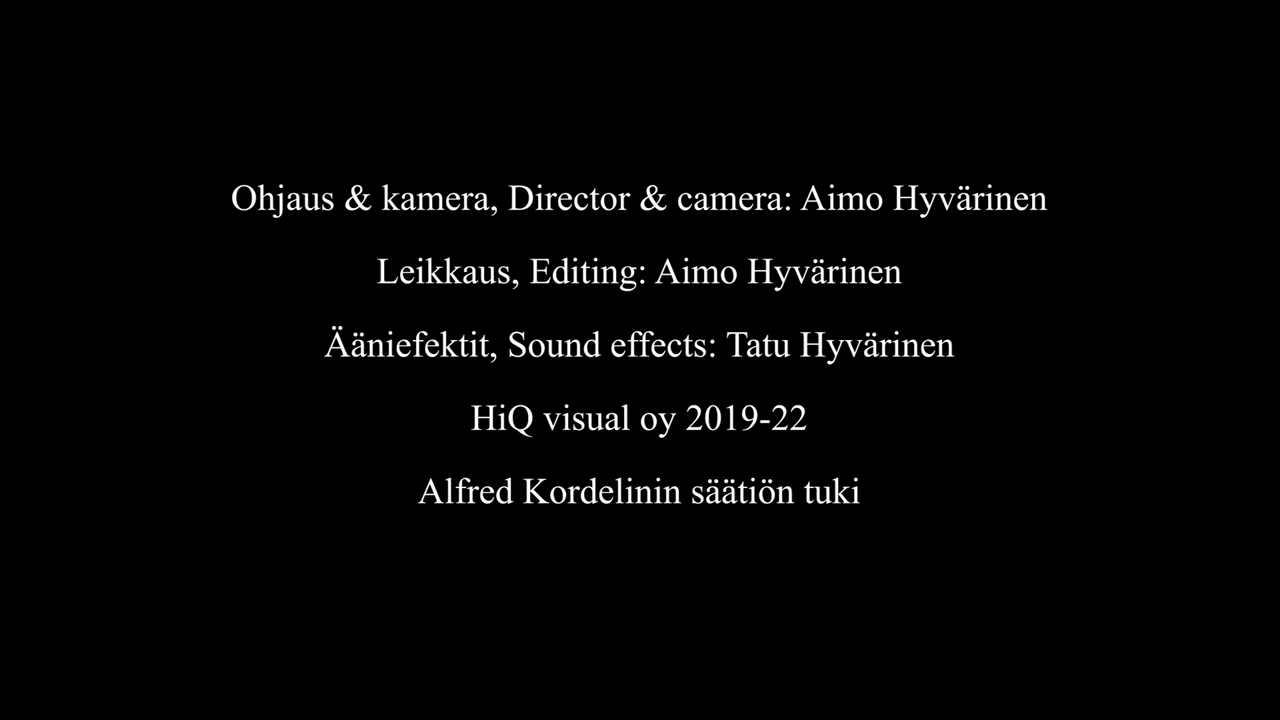 Ohjaus & kamera, Director & camera: Aimo Hyvärinen
Leikkaus, Editing: Aimo Hyvärinen
Ääniefektit, Sound effects: Tatu Hyvärinen
HiQ visual oy 2019-22
Alfred Kordelinin säätiön tuki